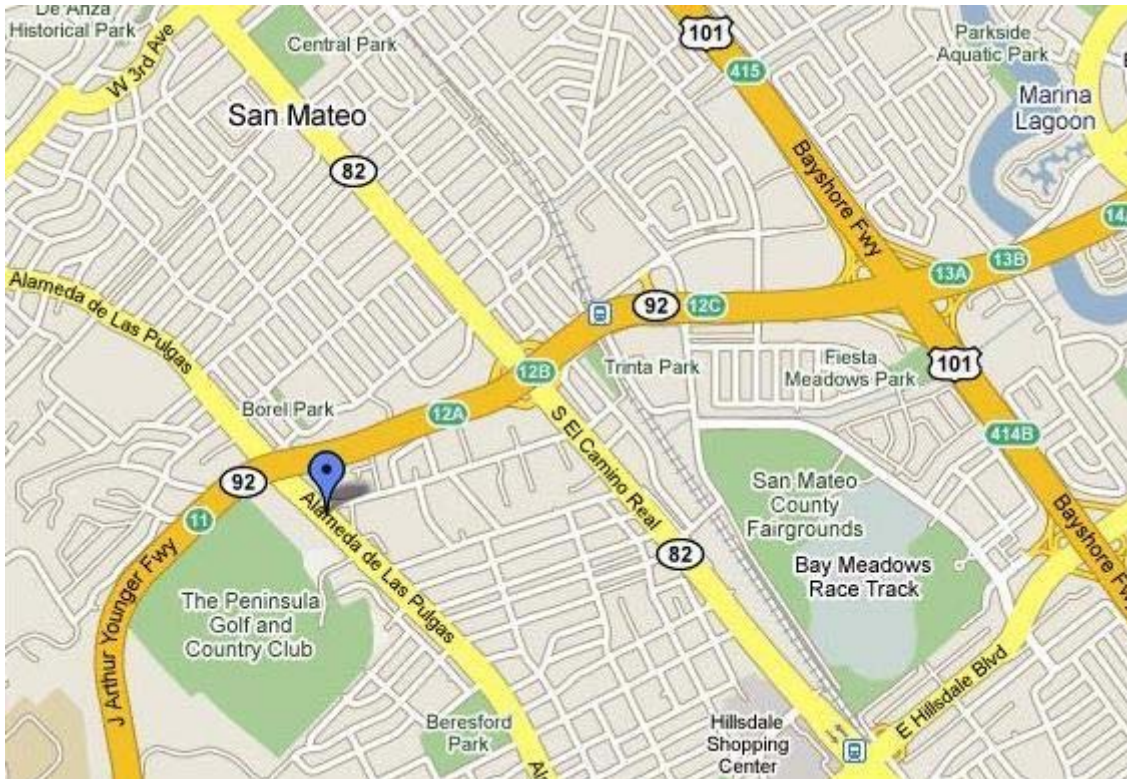 De Anza
Historical Park
W 3rd Ave
Central Park
101
415
Parkside
Aquatic Park
Marina
Lagoon
San Mateo
82
Bayshore Fwy
14A
13B
13A
Alameda de Las Pulgas
92
12C
12B
Trinta Park
Fiesta
Meadows Park
101
Borel Park
12A
S El Camino Real
414B
92
11
Alameda de Las Pulgas
San Mateo
County
Fairgrounds
Bayshore Fwy
82
Bay Meadows
Race Track
J Arthur Younger Fwy
The Peninsula
Golf and
Country Club
E Hillsdale Blvd
Beresford
Park
Hillsdale
Shopping
Center